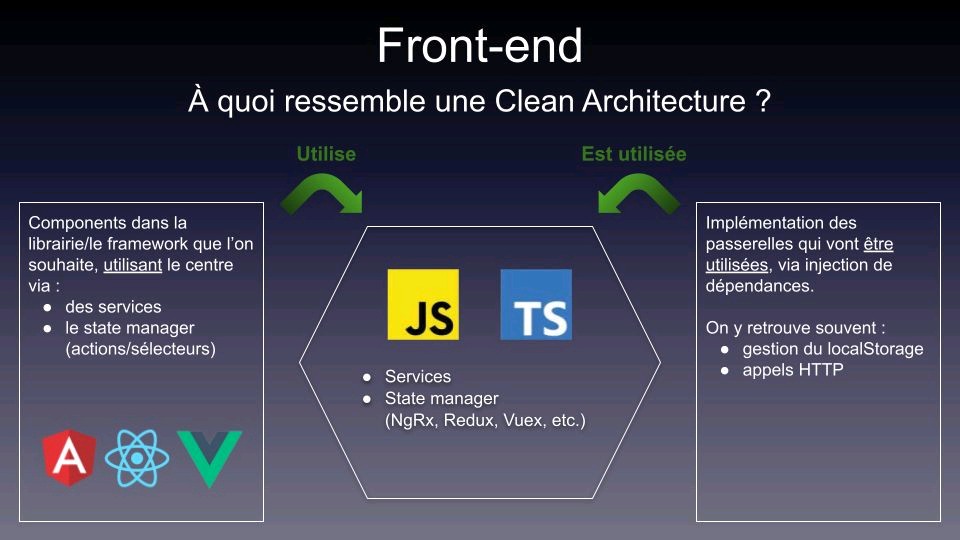 Front-end
À quoi ressemble une Clean Architecture ?
Utilise
Est utilisée
Components dans la
librairie/le framework que l’on
souhaite, utilisant le centre
via :
● des services
● le state manager
(actions/sélecteurs)
A
JS
TS
● Services
● State manager
(NgRx, Redux, Vuex, etc.)
Implémentation des
passerelles qui vont être
utilisées, via injection de
dépendances.
On y retrouve souvent :
● gestion du localStorage
● appels HTTP